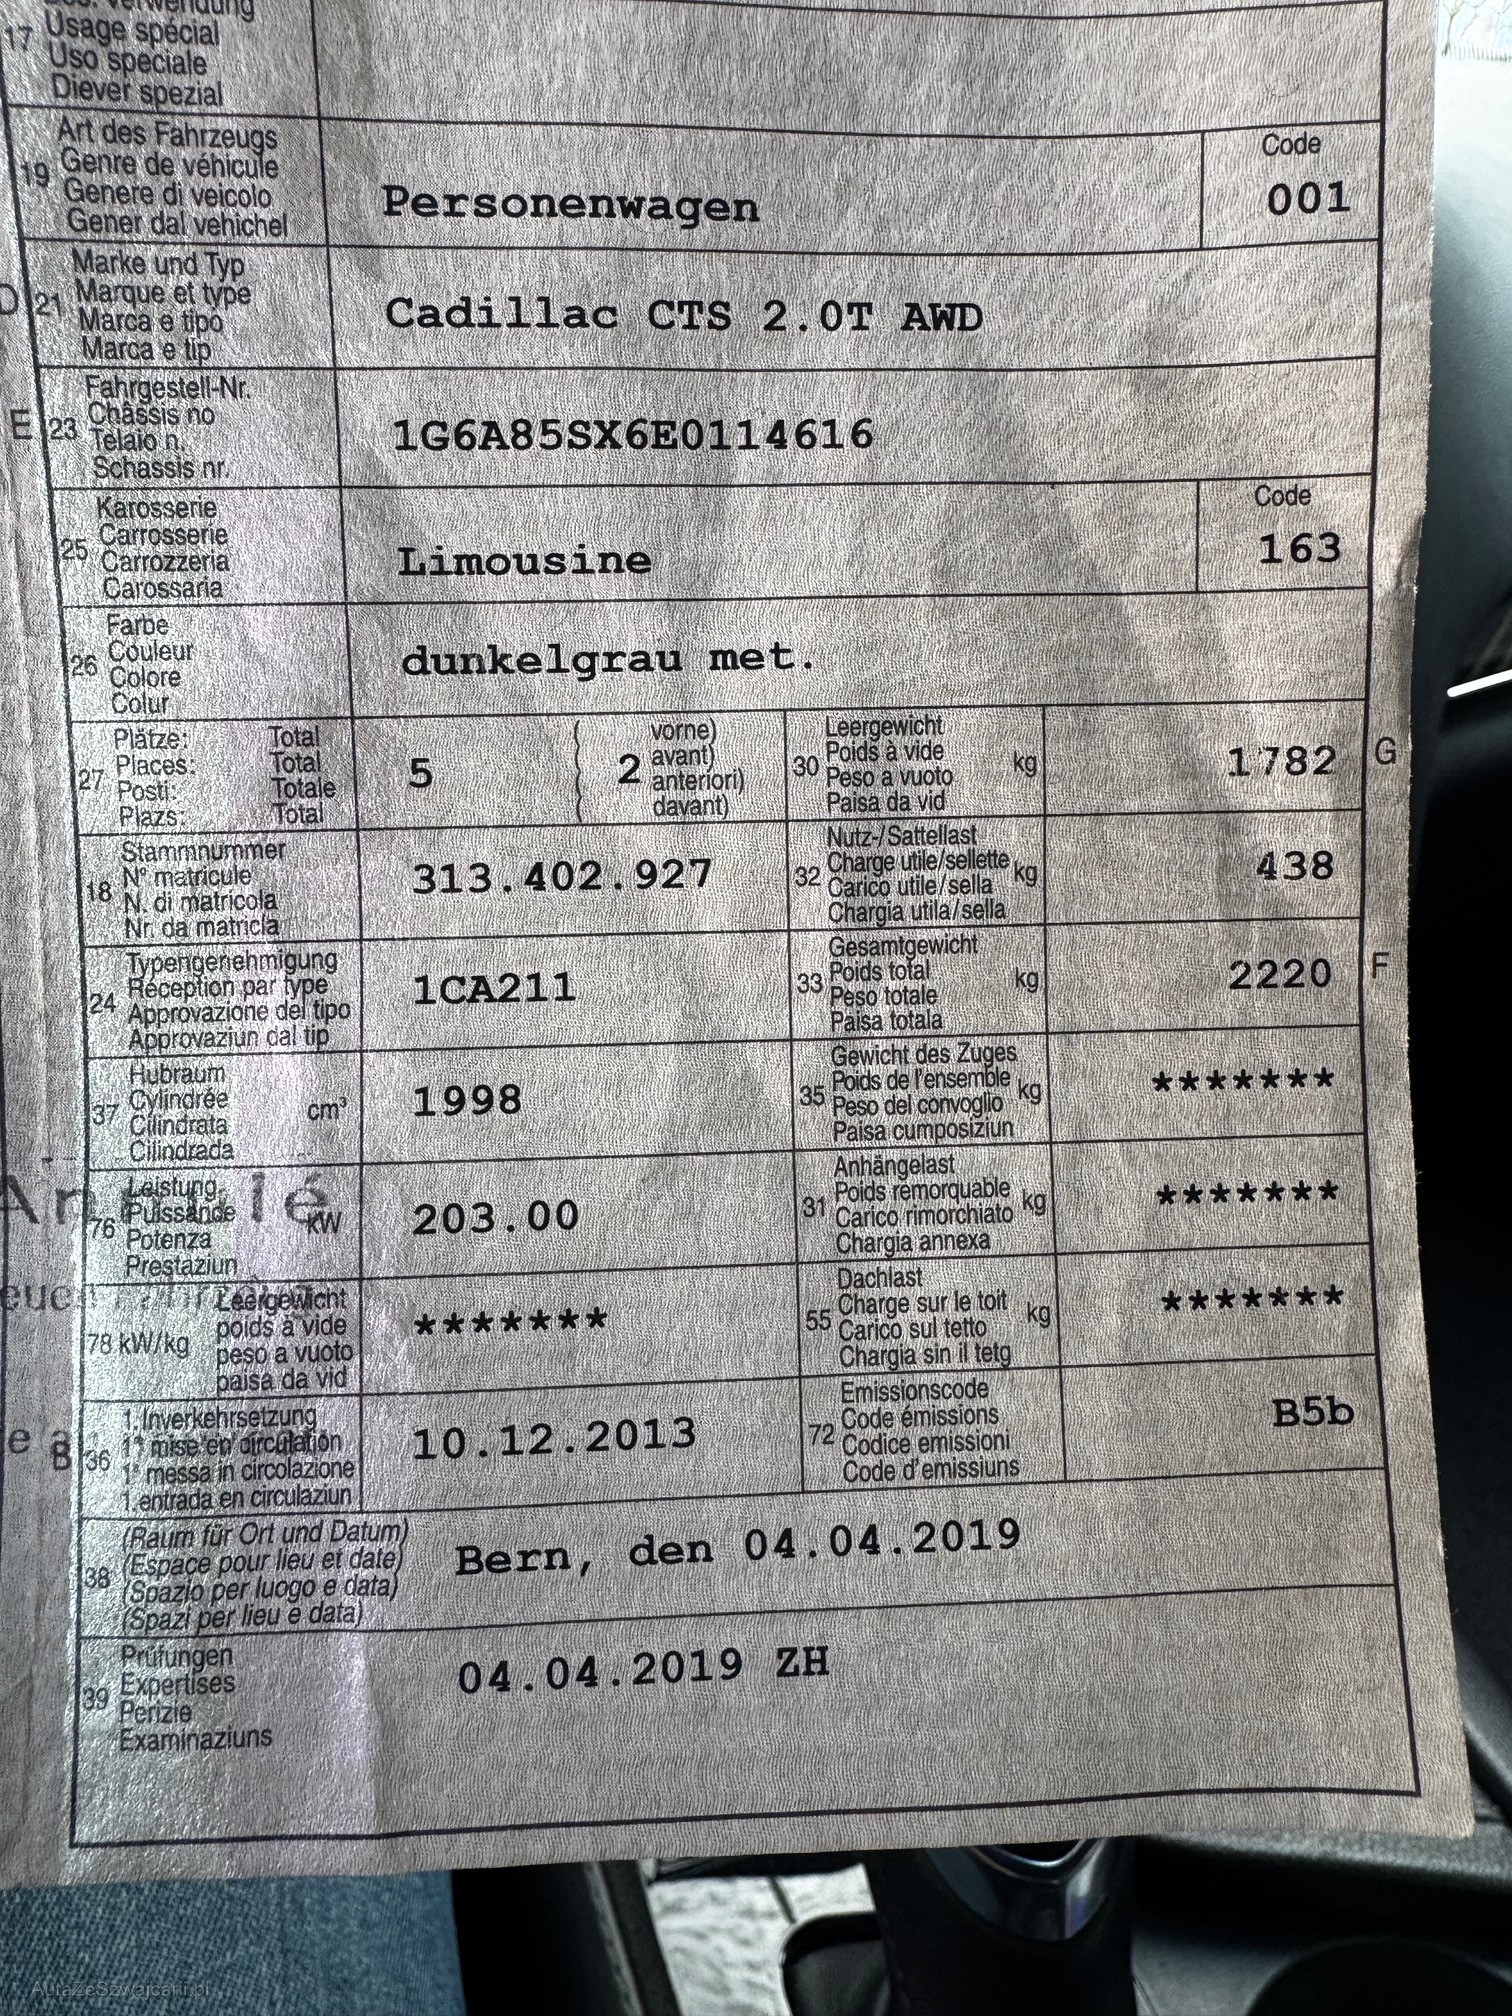 17 Usage spécial
Uso speciale
Diever spezial
19 Art des Fahrzeugs
Genre de véhicule
Genere di veicolo
Gener dal vehichel
Personenwagen
Code
001
D 21 Marke und Typ
Marque et type
Marca e tipo
Marca e tip
Cadillac CTS 2.0T AWD
E 23 Fahrgestell-Nr.
Châssis no
Telaio n.
Schassis nr.
1G6A85SX6E0114616
25 Karosserie
Carrosserie
Carrozzeria
Carossaria
Limousine
Code
163
26 Farbe
Couleur
Colore
Colur
dunkelgrau met.
27 Plätze: Total
Places: Total
Posti: Totale
Plazs: Total
5
( 2 vorne)
avant)
anteriori)
davant)
30 Leergewicht
Poids à vide
Peso a vuoto
Paisa da vid
kg
1782 G
18 Stammnummer
N° matricule
N. di matricola
Nr. da matricla
313.402.927
32 Nutz-/Sattellast
Charge utile/sellette
Carico utile/sella
Chargia utila/sella
kg
438
24 Typengenehmigung
Réception par type
Approvazione del tipo
Approvaziun dal tip
1CA211
33 Gesamtgewicht
Poids total
Peso totale
Paisa totala
kg
2220 F
37 Hubraum
Cylindrée
Cilindrata
Cilindrada
cm³
1998
35 Gewicht des Zuges
Poids de l'ensemble
Peso del convoglio
Paisa cumposiziun
kg
*******
76 Leistung
Puissance
Potenza
Prestaziun
kW
203.00
31 Anhängelast
Poids remorquable
Carico rimorchiato
Chargia annexa
kg
*******
78 kW/kg
Leergewicht
poids à vide
peso a vuoto
paisa da vid
*******
55 Dachlast
Charge sur le toit
Carico sul tetto
Chargia sin il tetg
kg
*******
B 36 1. Inverkehrsetzung
1re mise en circulation
1a messa in circolazione
1. entrada en circulaziun
10.12.2013
72 Emissionscode
Code émissions
Codice emissioni
Code d'emissiuns
B5b
38 (Raum für Ort und Datum)
(Espace pour lieu et date)
(Spazio per luogo e data)
(Spazi per lieu e data)
Bern, den 04.04.2019
39 Prüfungen
Expertises
Perizie
Examinaziuns
04.04.2019 ZH
AutaZeSzwajcarii.pl